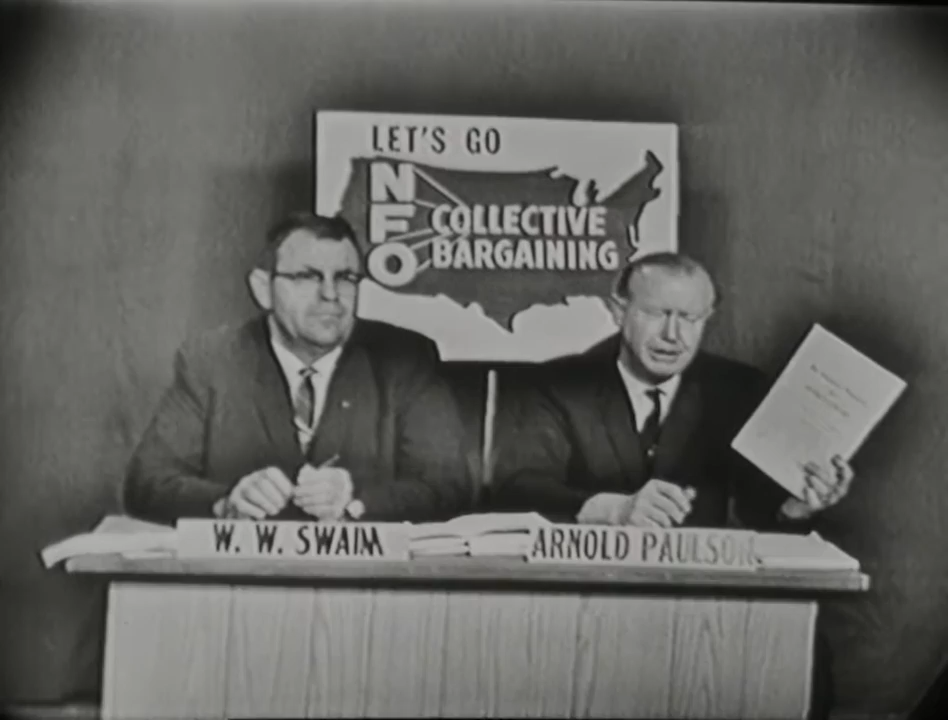 LET'S GO
NFO
COLLECTIVE
BARGAINING
W. W. SWAIM
ARNOLD PAULSON